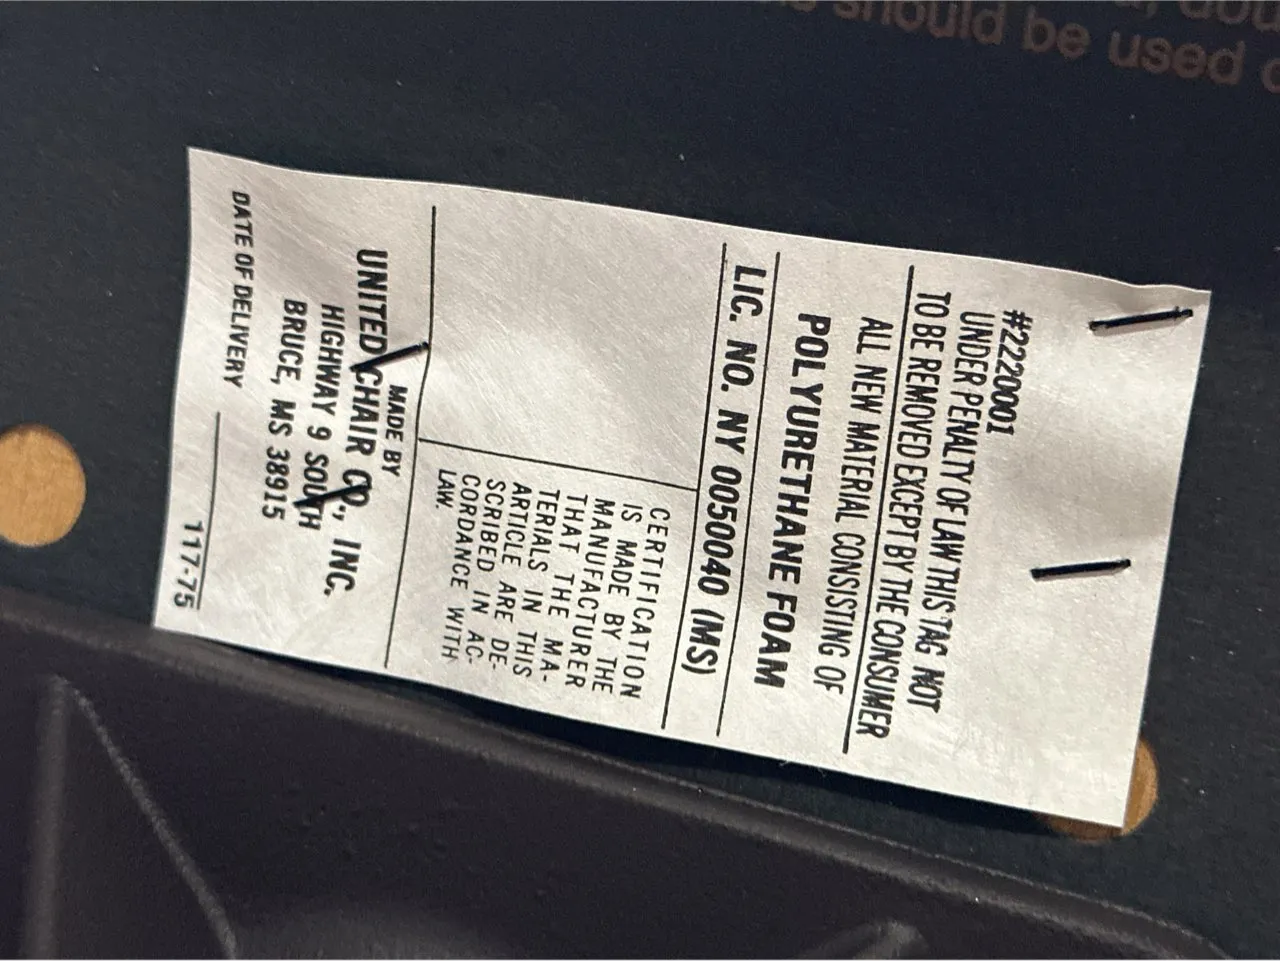 should be used
#2220001
UNDER PENALTY OF LAW THIS TAG NOT
TO BE REMOVED EXCEPT BY THE CONSUMER
ALL NEW MATERIAL CONSISTING OF
POLYURETHANE FOAM
LIC. NO. NY 0050040 (MS)
CERTIFICATION
IS MADE BY THE
MANUFACTURER
THAT THE MA-
TERIALS IN THIS
ARTICLE ARE DE-
SCRIBED IN AC-
CORDANCE WITH
LAW.
MADE BY
UNITED CHAIR CO., INC.
HIGHWAY 9 SOUTH
BRUCE, MS 38915
DATE OF DELIVERY
117-75